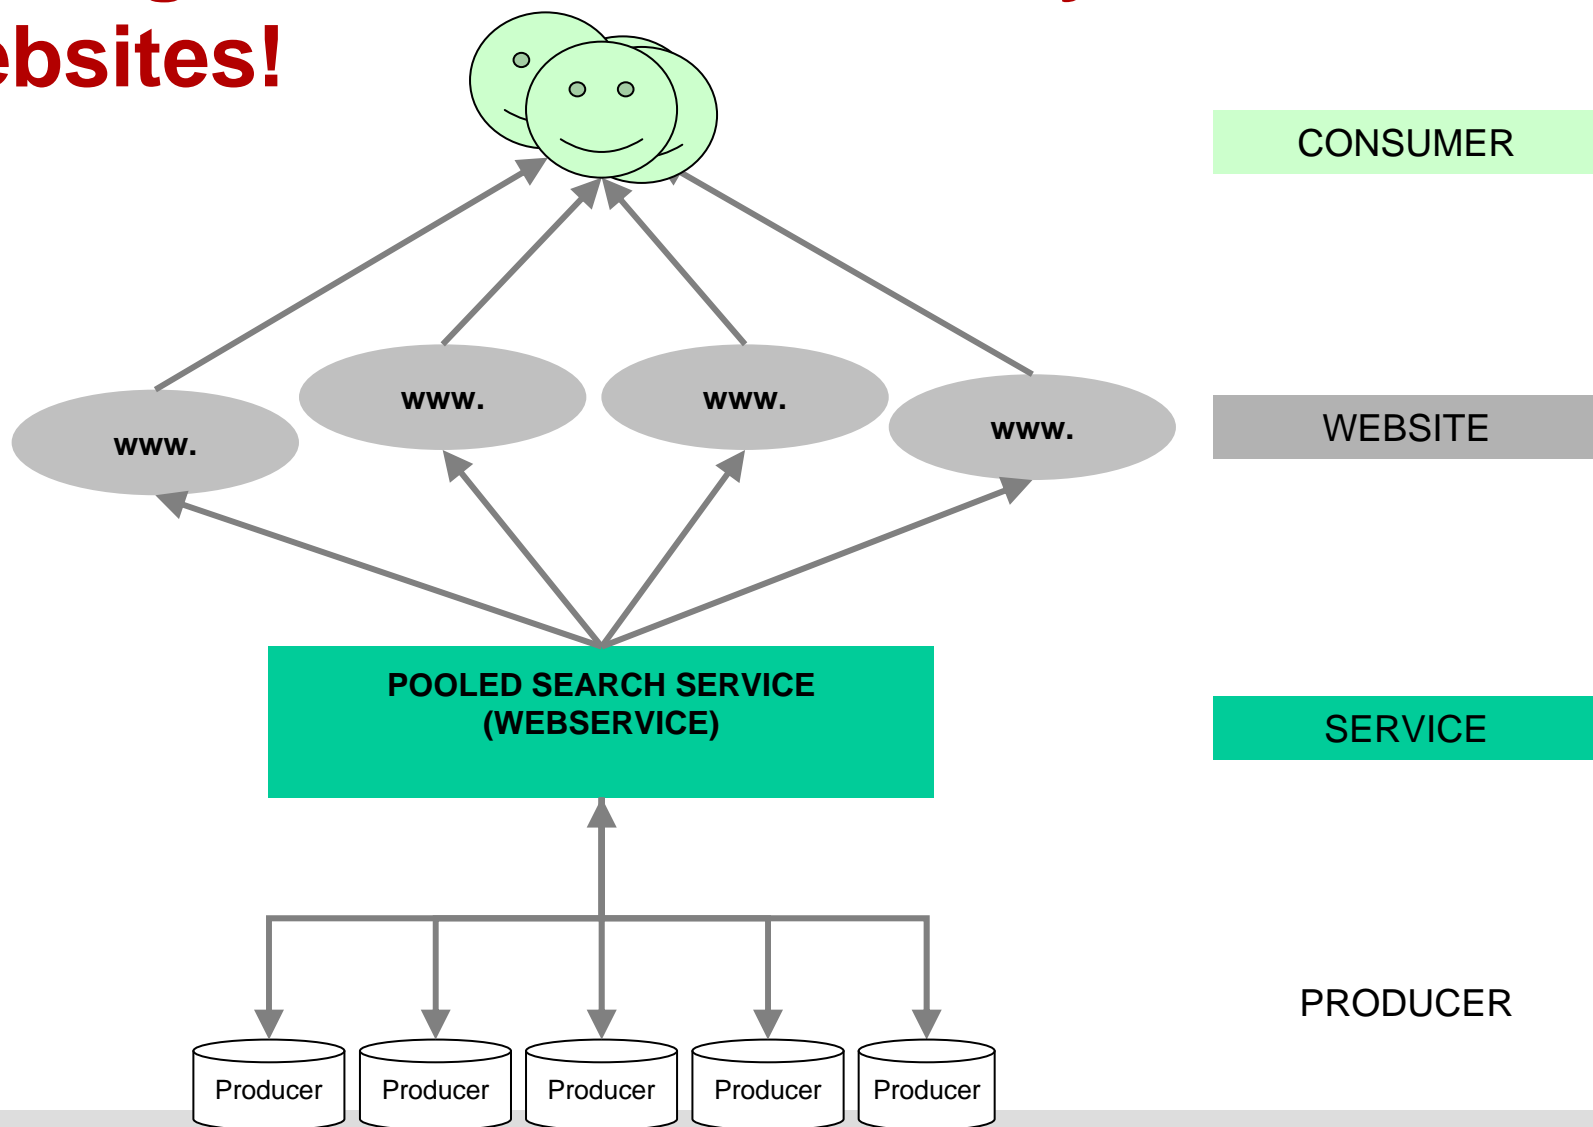 ebsites!
CONSUMER
www.
www.
www.
www.
WEBSITE
POOLED SEARCH SERVICE
(WEBSERVICE)
SERVICE
PRODUCER
Producer
Producer
Producer
Producer
Producer